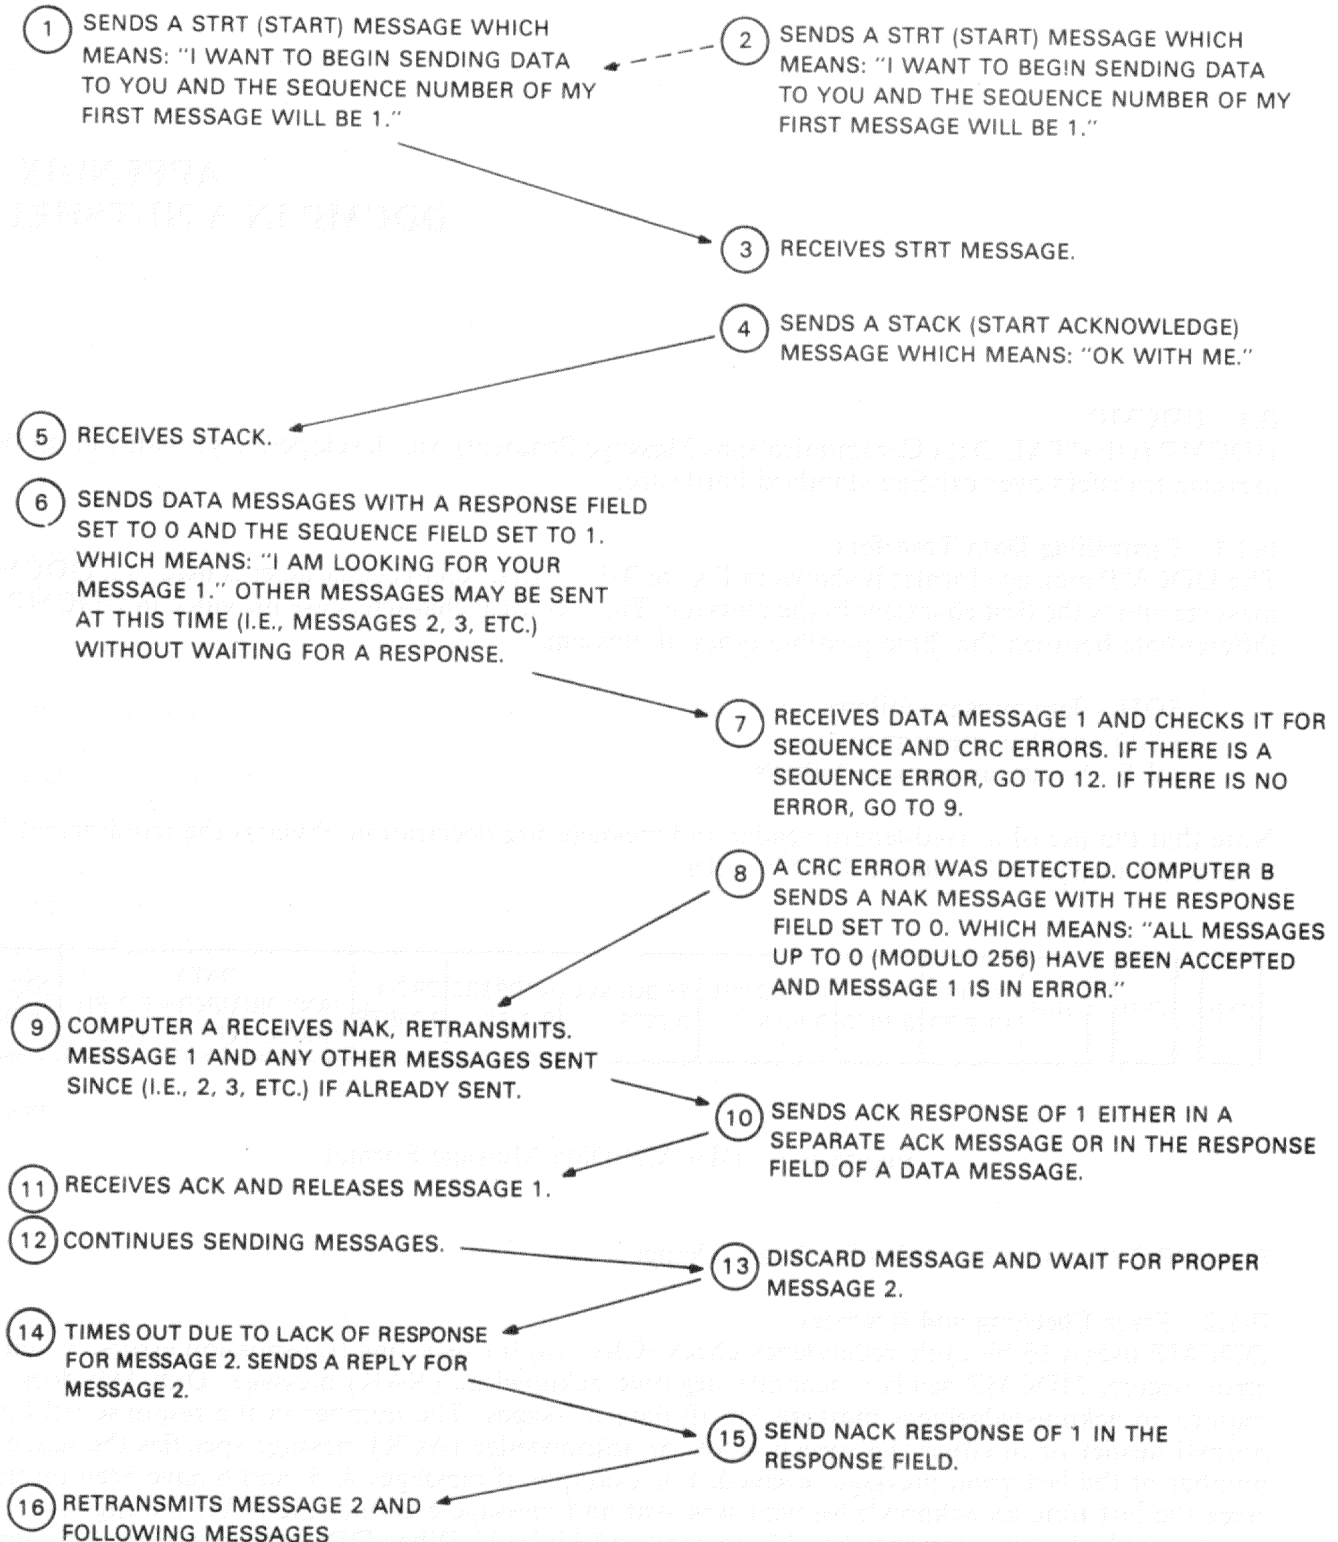 1 SENDS A STRT (START) MESSAGE WHICH
MEANS: "I WANT TO BEGIN SENDING DATA
TO YOU AND THE SEQUENCE NUMBER OF MY
FIRST MESSAGE WILL BE 1."
2 SENDS A STRT (START) MESSAGE WHICH
MEANS: "I WANT TO BEGIN SENDING DATA
TO YOU AND THE SEQUENCE NUMBER OF MY
FIRST MESSAGE WILL BE 1."
3 RECEIVES STRT MESSAGE.
4 SENDS A STACK (START ACKNOWLEDGE)
MESSAGE WHICH MEANS: "OK WITH ME."
5 RECEIVES STACK.
6 SENDS DATA MESSAGES WITH A RESPONSE FIELD
SET TO 0 AND THE SEQUENCE FIELD SET TO 1.
WHICH MEANS: "I AM LOOKING FOR YOUR
MESSAGE 1." OTHER MESSAGES MAY BE SENT
AT THIS TIME (I.E., MESSAGES 2, 3, ETC.)
WITHOUT WAITING FOR A RESPONSE.
7 RECEIVES DATA MESSAGE 1 AND CHECKS IT FOR
SEQUENCE AND CRC ERRORS. IF THERE IS A
SEQUENCE ERROR, GO TO 12. IF THERE IS NO
ERROR, GO TO 9.
8 A CRC ERROR WAS DETECTED. COMPUTER B
SENDS A NAK MESSAGE WITH THE RESPONSE
FIELD SET TO 0. WHICH MEANS: "ALL MESSAGES
UP TO 0 (MODULO 256) HAVE BEEN ACCEPTED
AND MESSAGE 1 IS IN ERROR."
9 COMPUTER A RECEIVES NAK, RETRANSMITS.
MESSAGE 1 AND ANY OTHER MESSAGES SENT
SINCE (I.E., 2, 3, ETC.) IF ALREADY SENT.
10 SENDS ACK RESPONSE OF 1 EITHER IN A
SEPARATE ACK MESSAGE OR IN THE RESPONSE
FIELD OF A DATA MESSAGE.
11 RECEIVES ACK AND RELEASES MESSAGE 1.
12 CONTINUES SENDING MESSAGES.
13 DISCARD MESSAGE AND WAIT FOR PROPER
MESSAGE 2.
14 TIMES OUT DUE TO LACK OF RESPONSE
FOR MESSAGE 2. SENDS A REPLY FOR
MESSAGE 2.
15 SEND NACK RESPONSE OF 1 IN THE
RESPONSE FIELD.
16 RETRANSMITS MESSAGE 2 AND
FOLLOWING MESSAGES